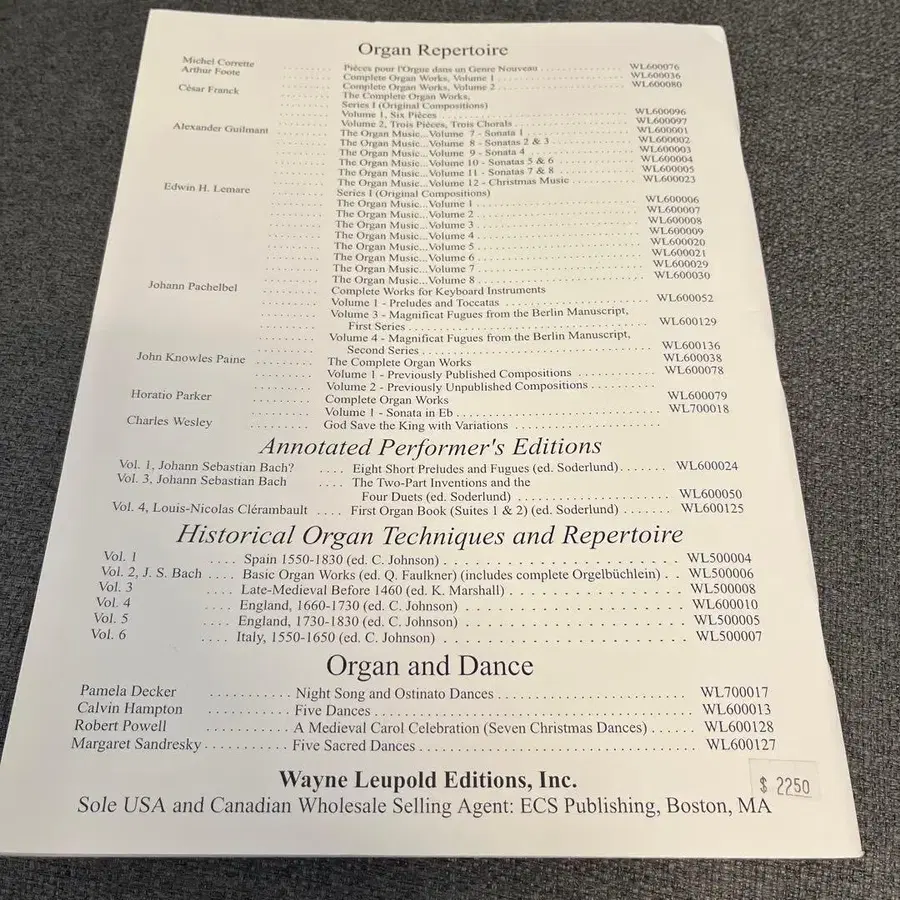 Organ Repertoire
Michel Corrette ........ Pièces pour l'Orgue dans un Genre Nouveau ............ WL600076
Arthur Foote ........ Complete Organ Works, Volume 1 .................. WL600036
........ Complete Organ Works, Volume 2 .................. WL600080
César Franck ........ The Complete Organ Works,
........ Series I (Original Compositions)
........ Volume 1, Six Pièces ................ WL600096
........ Volume 2, Trois Pièces, Trois Chorals ................ WL600097
Alexander Guilmant ........ The Organ Music...Volume 7 - Sonata 1 ................ WL600001
........ The Organ Music...Volume 8 - Sonatas 2 & 3 ................ WL600002
........ The Organ Music...Volume 9 - Sonata 4 ................ WL600003
........ The Organ Music...Volume 10 - Sonatas 5 & 6 ................ WL600004
........ The Organ Music...Volume 11 - Sonatas 7 & 8 ................ WL600005
........ The Organ Music...Volume 12 - Christmas Music ............ WL600023
Edwin H. Lemare ........ Series I (Original Compositions)
........ The Organ Music...Volume 1 ................ WL600006
........ The Organ Music...Volume 2 ................ WL600007
........ The Organ Music...Volume 3 ................ WL600008
........ The Organ Music...Volume 4 ................ WL600009
........ The Organ Music...Volume 5 ................ WL600020
........ The Organ Music...Volume 6 ................ WL600021
........ The Organ Music...Volume 7 ................ WL600029
........ The Organ Music...Volume 8 ................ WL600030
Johann Pachelbel ........ Complete Works for Keyboard Instruments
........ Volume 1 - Preludes and Toccatas ................ WL600052
........ Volume 3 - Magnificat Fugues from the Berlin Manuscript,
........ First Series ................ WL600129
........ Volume 4 - Magnificat Fugues from the Berlin Manuscript,
........ Second Series ................ WL600136
John Knowles Paine ........ The Complete Organ Works
........ Volume 1 - Previously Published Compositions ............ WL600038
........ Volume 2 - Previously Unpublished Compositions .......... WL600078
Horatio Parker ........ Complete Organ Works
........ Volume 1 - Sonata in Eb ................ WL600079
Charles Wesley ........ God Save the King with Variations ................ WL700018
Annotated Performer's Editions
Vol. 1, Johann Sebastian Bach? .... Eight Short Preludes and Fugues (ed. Soderlund)....... WL600024
Vol. 3, Johann Sebastian Bach .... The Two-Part Inventions and the
Four Duets (ed. Soderlund) .................... WL600050
Vol. 4, Louis-Nicolas Clérambault .... First Organ Book (Suites 1 & 2) (ed. Soderlund) ....... WL600125
Historical Organ Techniques and Repertoire
Vol. 1 .... Spain 1550-1830 (ed. C. Johnson) . . . . . . . . . . . . . . . . WL500004
Vol. 2, J. S. Bach .... Basic Organ Works (ed. Q. Faulkner) (includes complete Orgelbüchlein) . . WL500006
Vol. 3 .... Late-Medieval Before 1460 (ed. K. Marshall) . . . . . . . . . . . . WL500008
Vol. 4 .... England, 1660-1730 (ed. C. Johnson) . . . . . . . . . . . . . . . WL600010
Vol. 5 .... England, 1730-1830 (ed. C. Johnson) . . . . . . . . . . . . . . . WL500005
Vol. 6 .... Italy, 1550-1650 (ed. C. Johnson) . . . . . . . . . . . . . . . . WL500007
Organ and Dance
Pamela Decker ........... Night Song and Ostinato Dances ........................ WL700017
Calvin Hampton ........... Five Dances ........................................ WL600013
Robert Powell ........... A Medieval Carol Celebration (Seven Christmas Dances) ...... WL600128
Margaret Sandresky ........... Five Sacred Dances .................................. WL600127
Wayne Leupold Editions, Inc.
$ 2250
Sole USA and Canadian Wholesale Selling Agent: ECS Publishing, Boston, MA